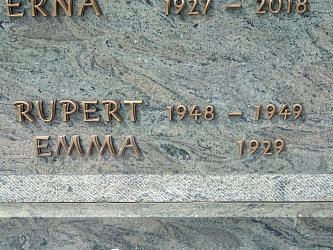 ERNA 1927 – 2018
RUPERT 1948 – 1949
EMMA 1929